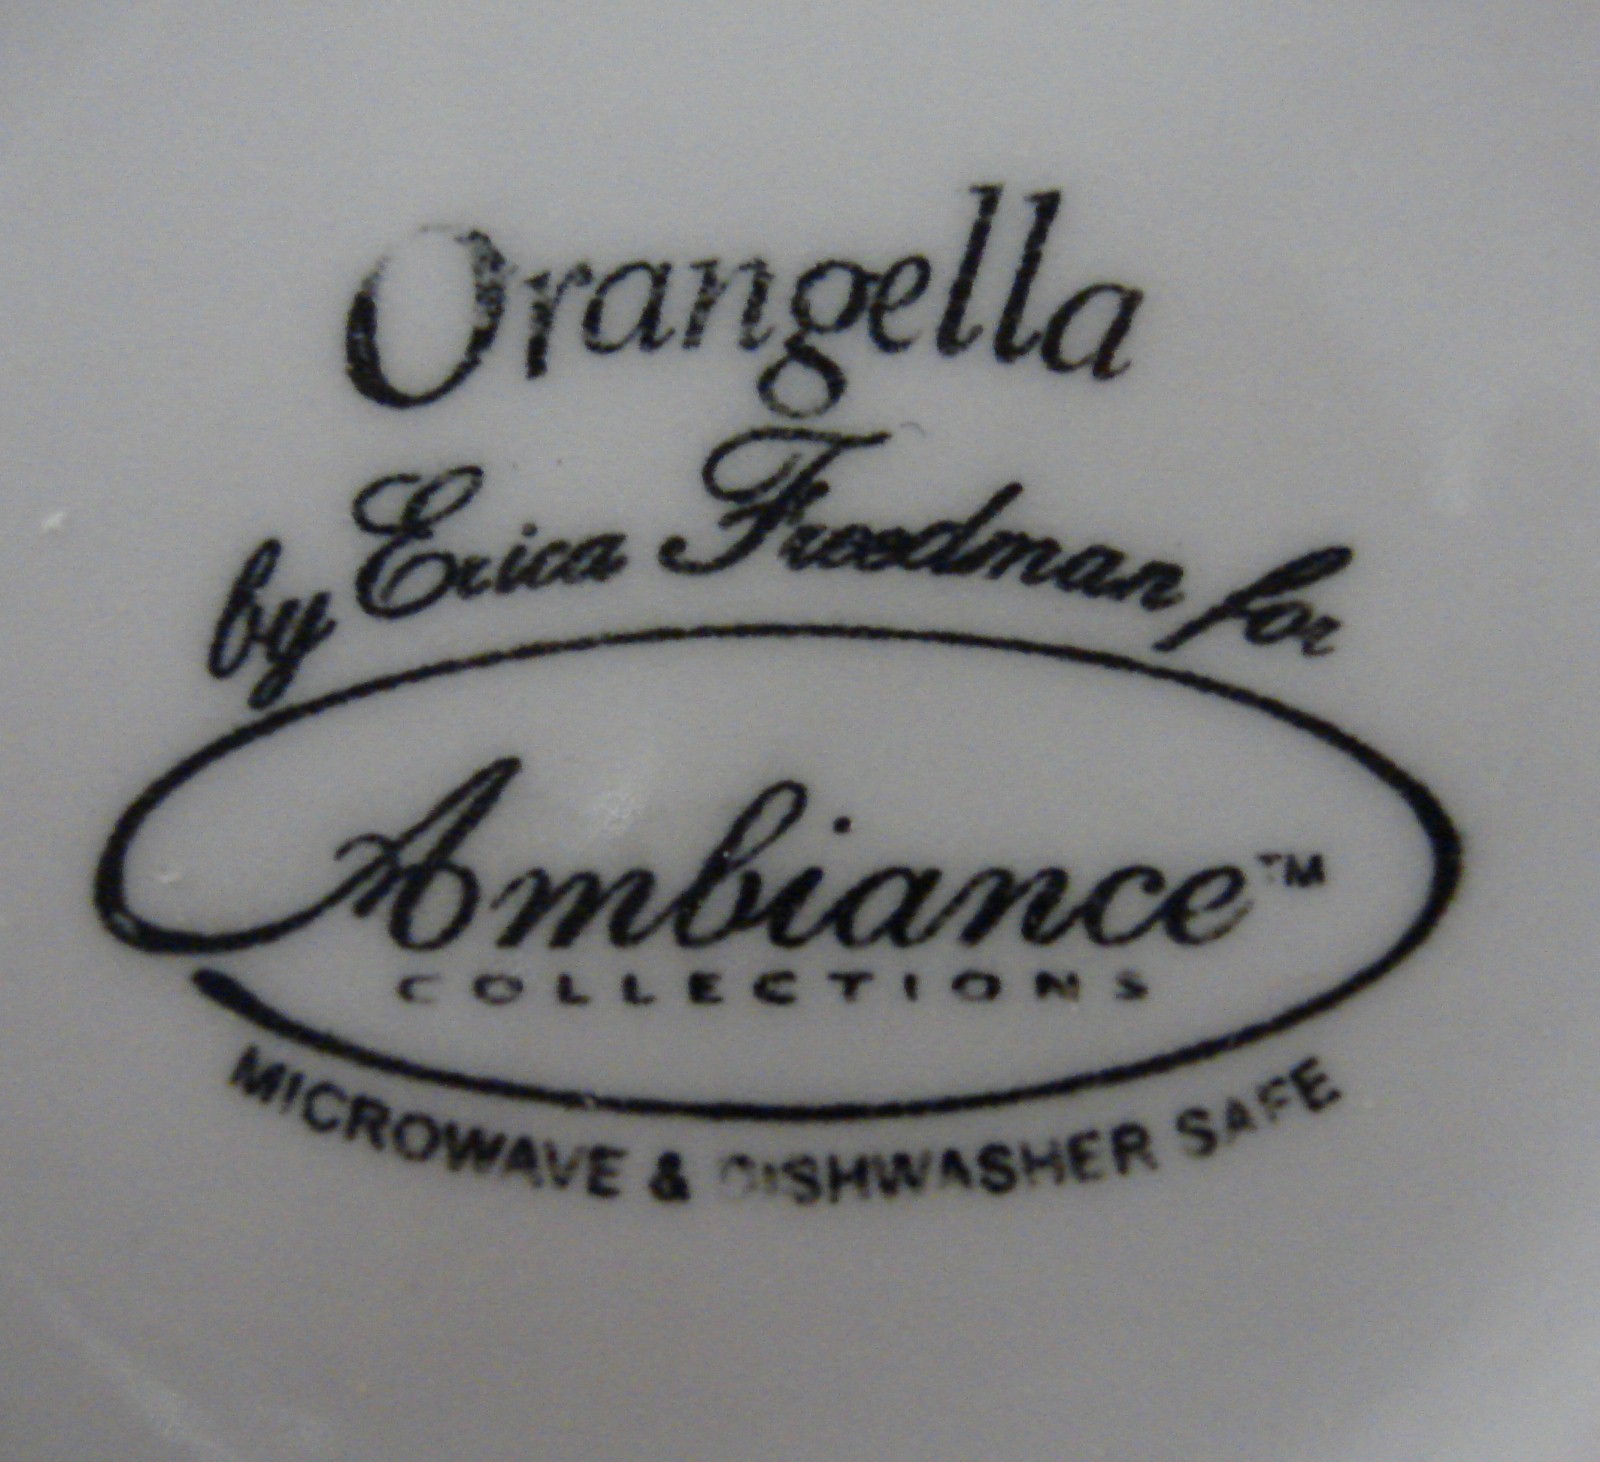 Orangella
by Erica Freedman for
Ambiance™
COLLECTIONS
MICROWAVE & DISHWASHER SAFE